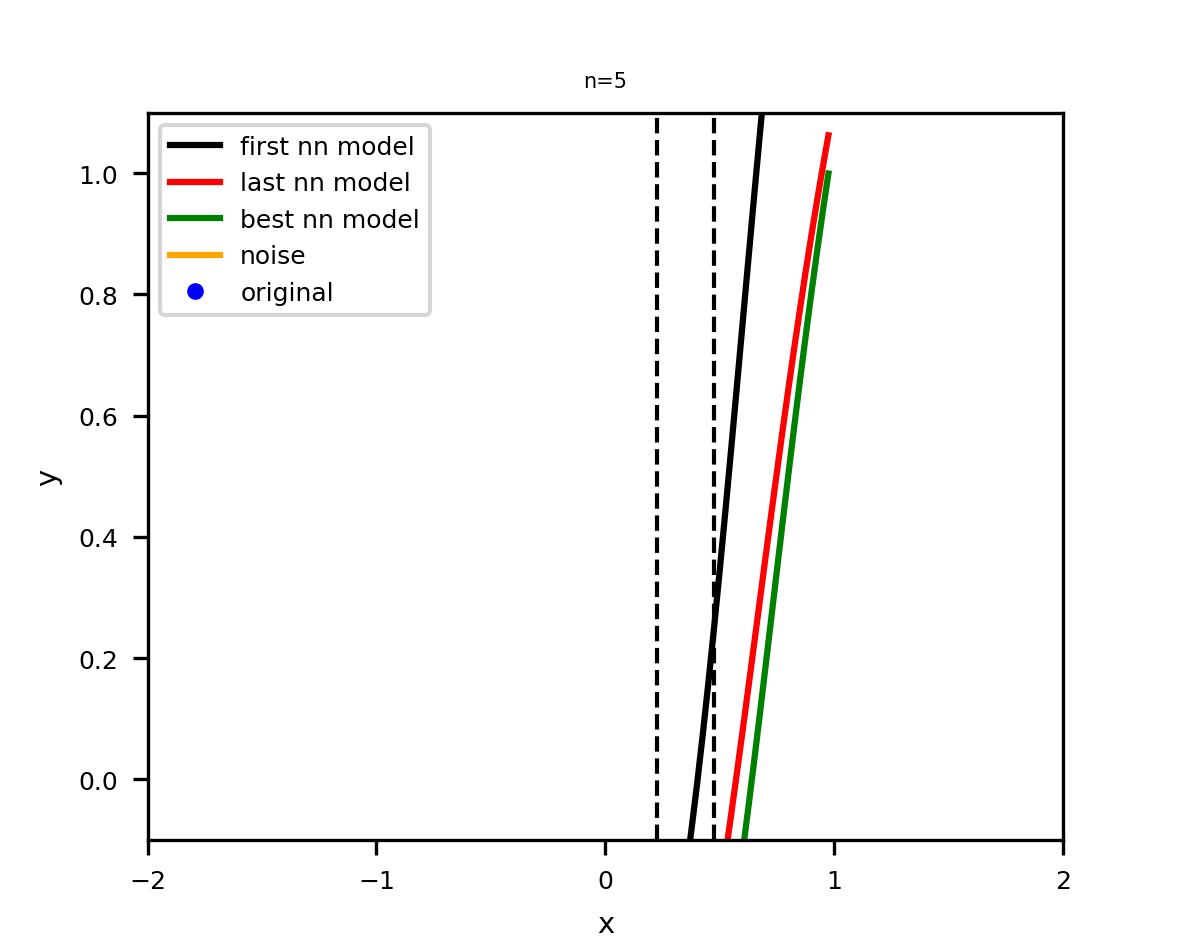 n=5
first nn model
last nn model
best nn model
noise
original
1.0
0.8
0.6
0.4
0.2
0.0
y
−2 −1 0 1 2
x